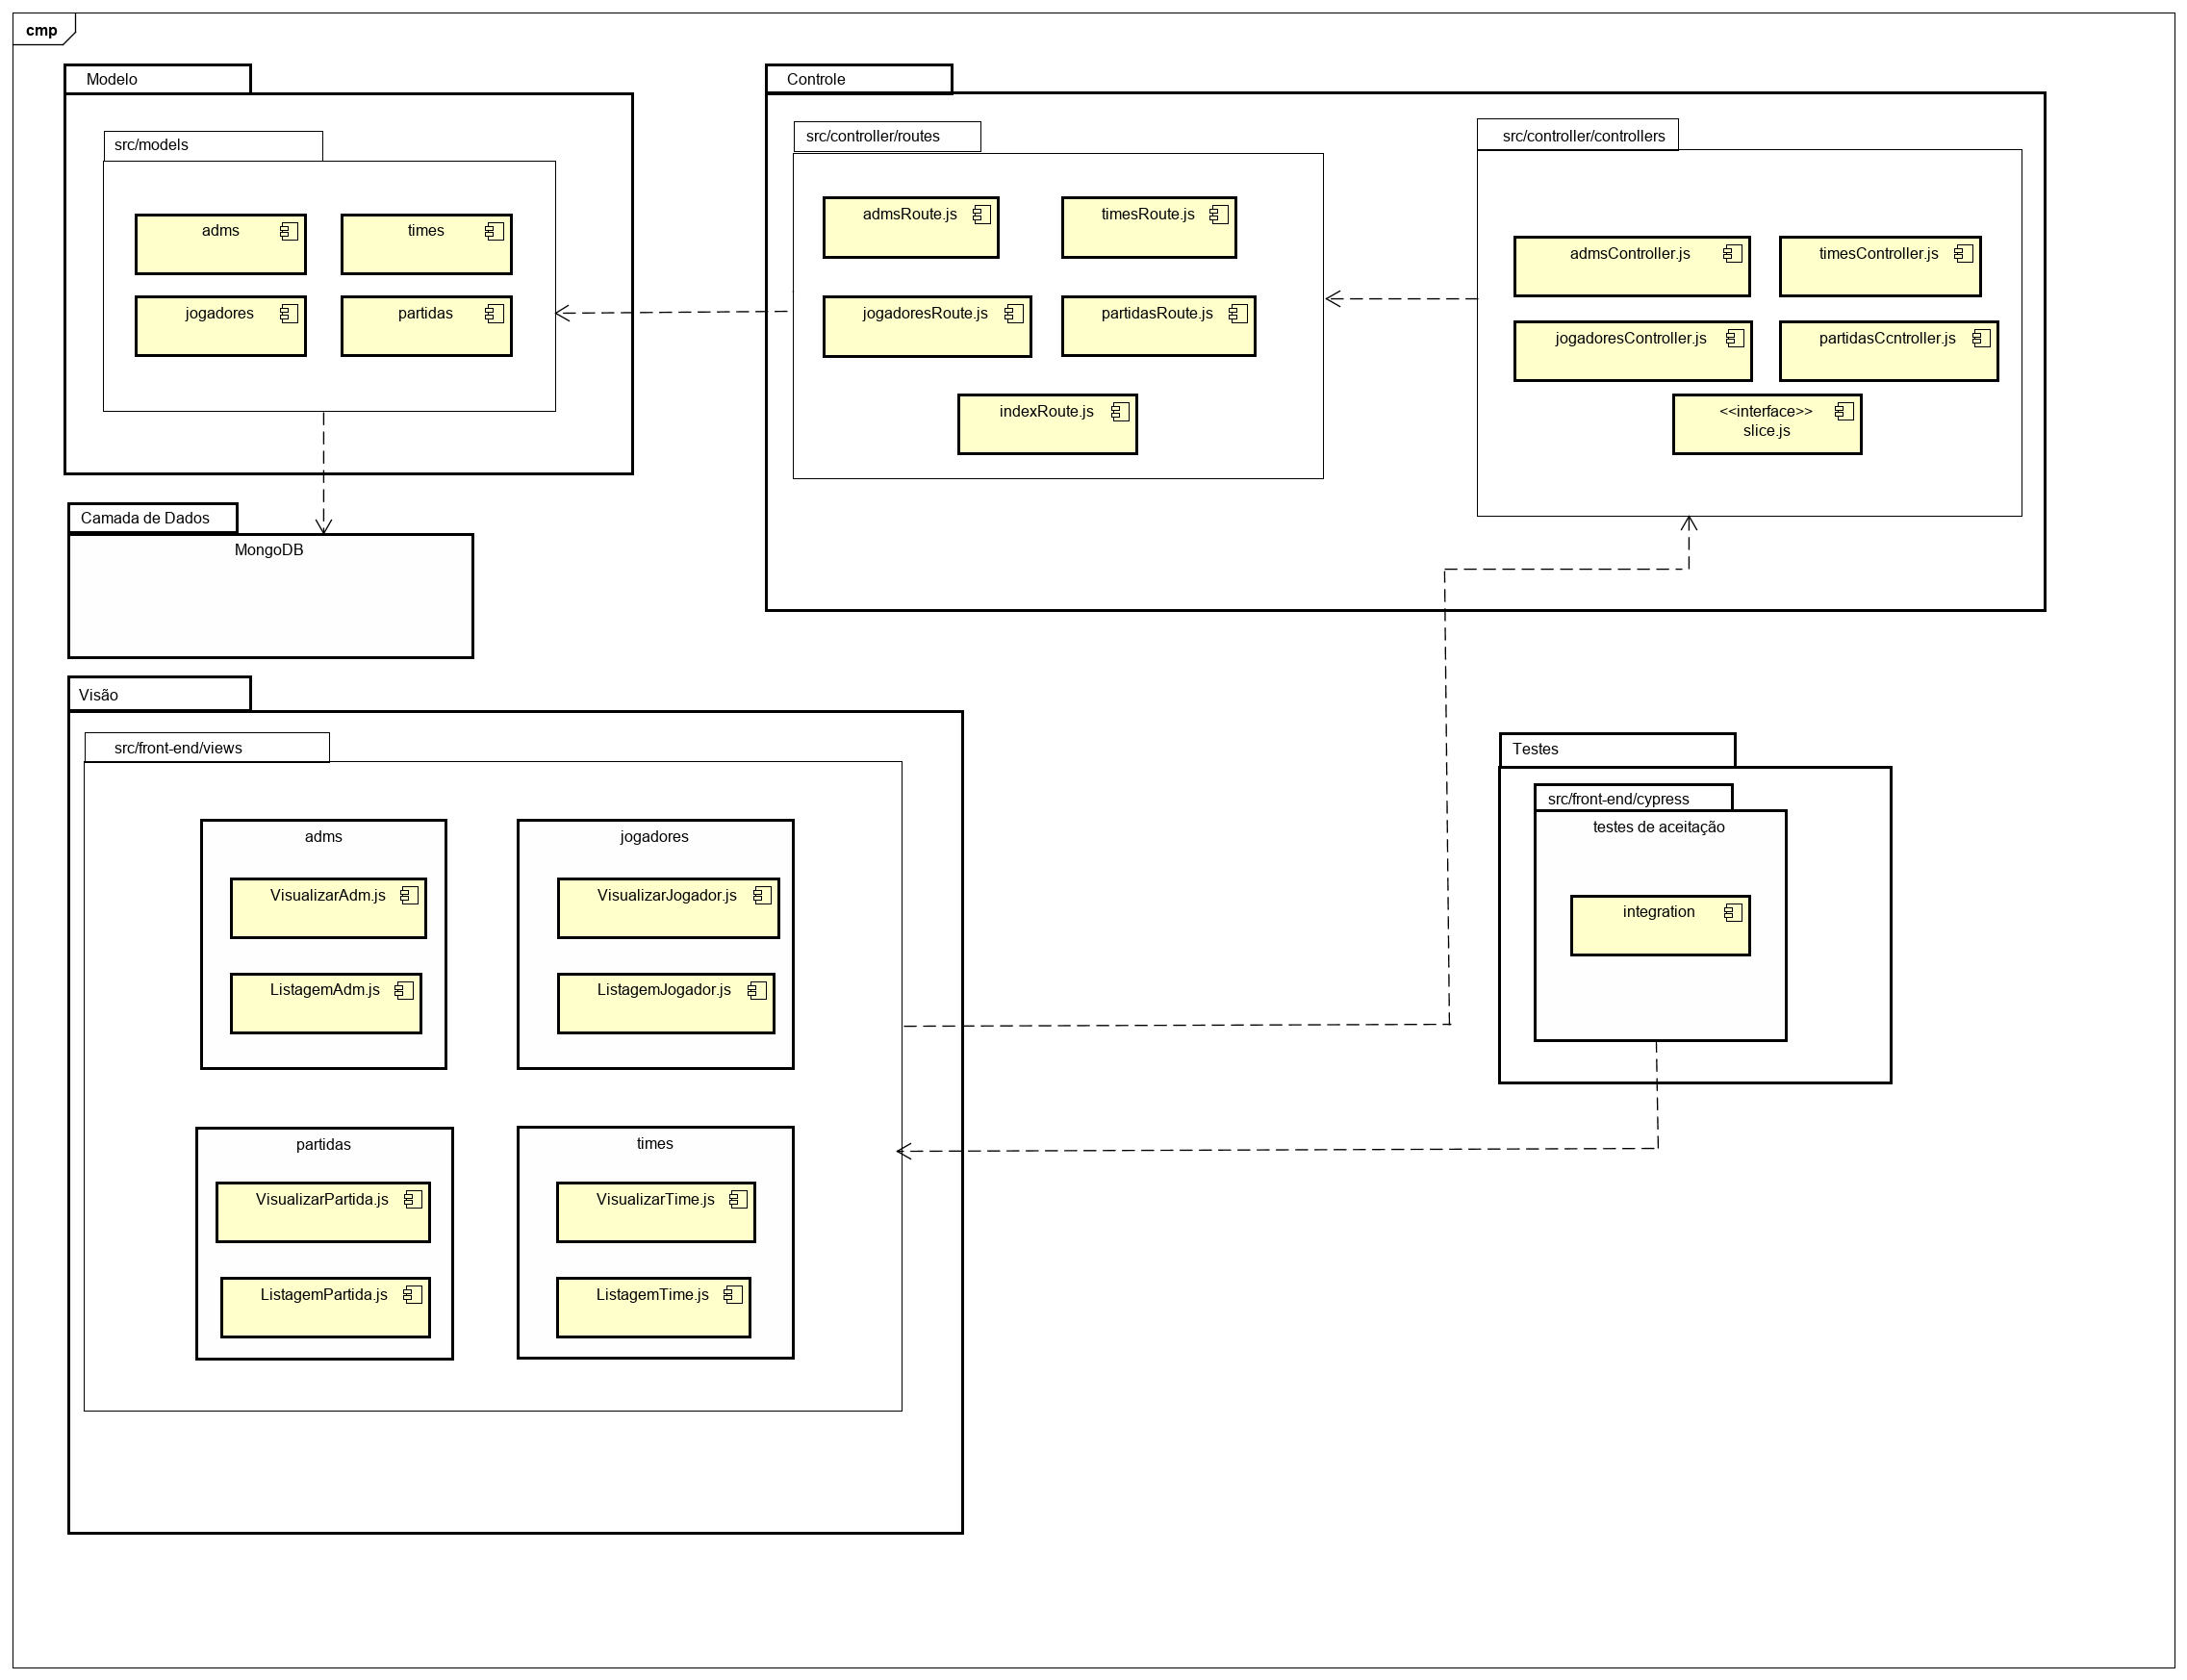 cmp
Modelo
src/models
adms
times
jogadores
partidas
Controle
src/controller/routes
admsRoute.js
timesRoute.js
jogadoresRoute.js
partidasRoute.js
indexRoute.js
src/controller/controllers
admsController.js
timesController.js
jogadoresController.js
partidasCcntroller.js
<<interface>>
slice.js
Camada de Dados
MongoDB
Visão
src/front-end/views
adms
VisualizarAdm.js
ListagemAdm.js
jogadores
VisualizarJogador.js
ListagemJogador.js
partidas
VisualizarPartida.js
ListagemPartida.js
times
VisualizarTime.js
ListagemTime.js
Testes
src/front-end/cypress
testes de aceitação
integration